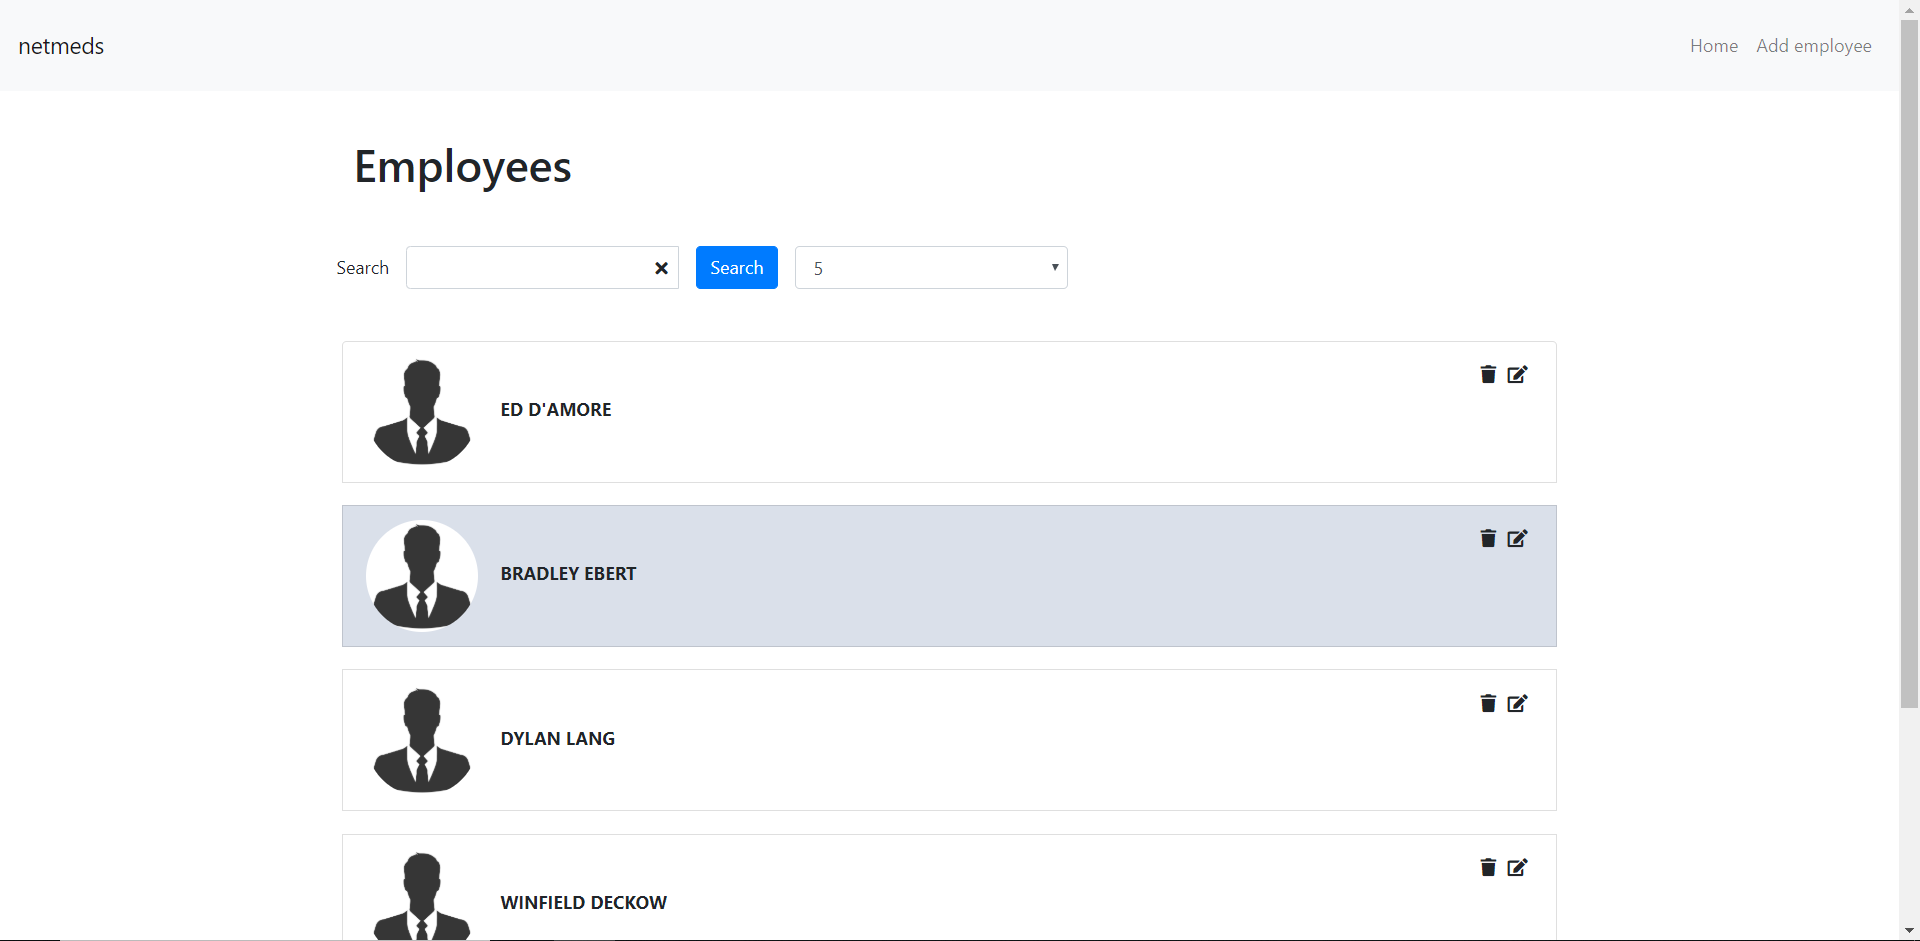 netmeds
Home Add employee
Employees
Search Search 5
ED D'AMORE
BRADLEY EBERT
DYLAN LANG
WINFIELD DECKOW